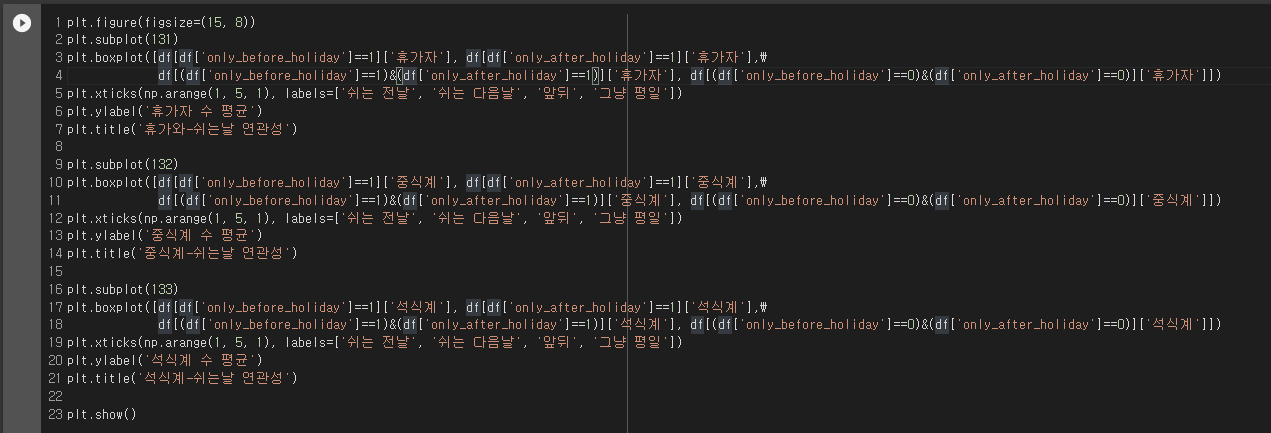 1 plt.figure(figsize=(15, 8))
2 plt.subplot(131)
3 plt.boxplot([df[df['only_before_holiday']==1]['휴가자'], df[df['only_after_holiday']==1]['휴가자'],₩
4 df[(df['only_before_holiday']==1)&(df['only_after_holiday']==1)]['휴가자'], df[(df['only_before_holiday']==0)&(df['only_after_holiday']==0)]['휴가자']])
5 plt.xticks(np.arange(1, 5, 1), labels=['쉬는 전날', '쉬는 다음날', '앞뒤', '그냥 평일'])
6 plt.ylabel('휴가자 수 평균')
7 plt.title('휴가와-쉬는날 연관성')
8
9 plt.subplot(132)
10 plt.boxplot([df[df['only_before_holiday']==1]['중식계'], df[df['only_after_holiday']==1]['중식계'],₩
11 df[(df['only_before_holiday']==1)&(df['only_after_holiday']==1)]['중식계'], df[(df['only_before_holiday']==0)&(df['only_after_holiday']==0)]['중식계']])
12 plt.xticks(np.arange(1, 5, 1), labels=['쉬는 전날', '쉬는 다음날', '앞뒤', '그냥 평일'])
13 plt.ylabel('중식계 수 평균')
14 plt.title('중식계-쉬는날 연관성')
15
16 plt.subplot(133)
17 plt.boxplot([df[df['only_before_holiday']==1]['석식계'], df[df['only_after_holiday']==1]['석식계'],₩
18 df[(df['only_before_holiday']==1)&(df['only_after_holiday']==1)]['석식계'], df[(df['only_before_holiday']==0)&(df['only_after_holiday']==0)]['석식계']])
19 plt.xticks(np.arange(1, 5, 1), labels=['쉬는 전날', '쉬는 다음날', '앞뒤', '그냥 평일'])
20 plt.ylabel('석식계 수 평균')
21 plt.title('석식계-쉬는날 연관성')
22
23 plt.show()